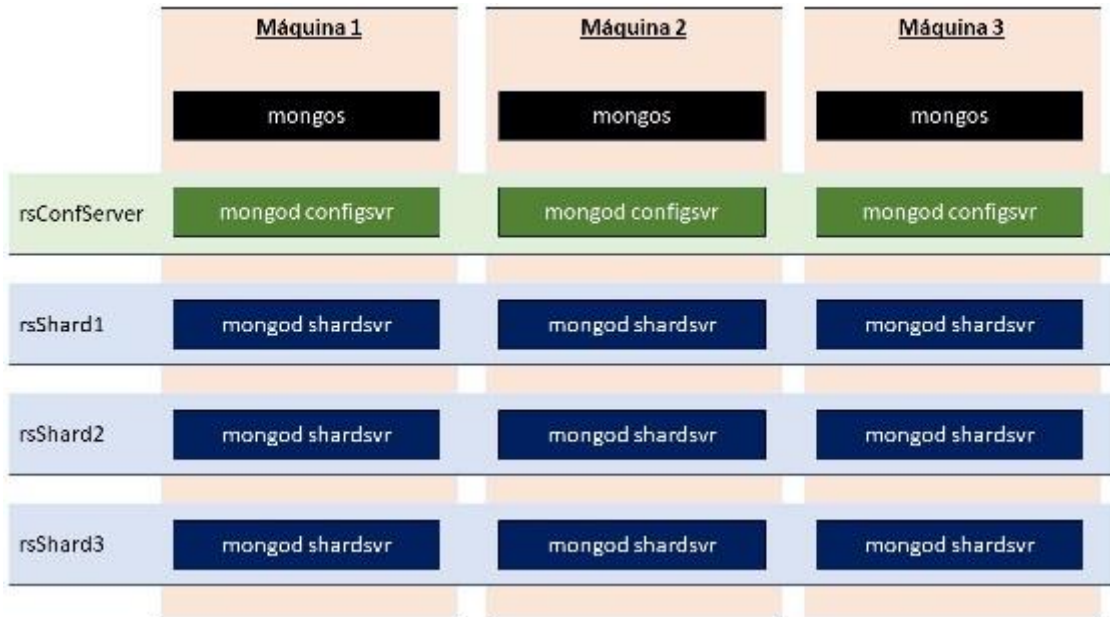 Máquina 1 Máquina 2 Máquina 3
mongos mongos mongos
rsConfServer mongod configsvr mongod configsvr mongod configsvr
rsShard1 mongod shardsvr mongod shardsvr mongod shardsvr
rsShard2 mongod shardsvr mongod shardsvr mongod shardsvr
rsShard3 mongod shardsvr mongod shardsvr mongod shardsvr